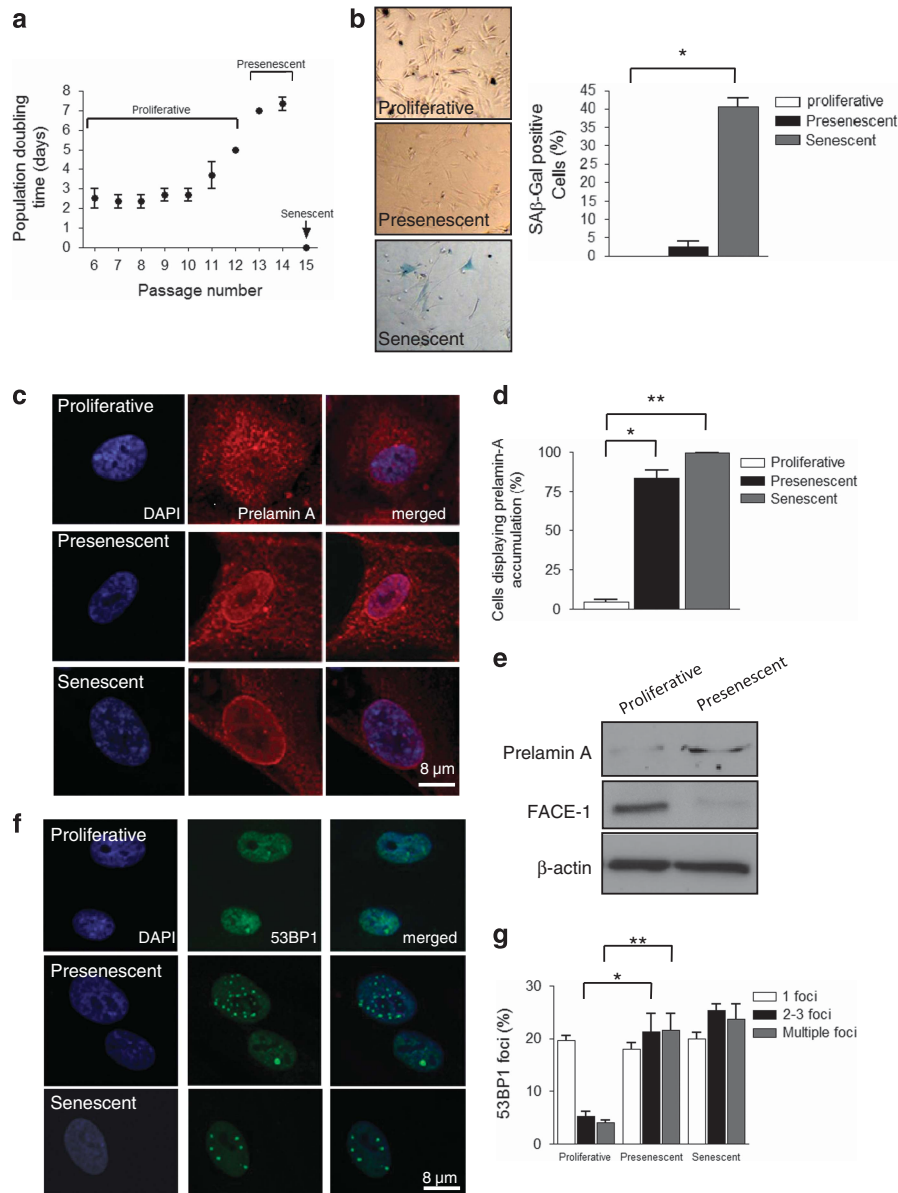 a
Presenescent
Proliferative
Senescent
Population doubling
time (days)
8
7
6
5
4
3
2
1
0
6 7 8 9 10 11 12 13 14 15
Passage number
b
Proliferative
Presenescent
Senescent
*
SAβ-Gal positive
Cells (%)
45
40
35
30
25
20
15
10
5
0
proliferative
Presenescent
Senescent
c
Proliferative
DAPI
Prelamin A
merged
Presenescent
Senescent
8 µm
d
**
*
Cells displaying prelamin-A
accumulation (%)
100
75
50
25
0
Proliferative
Presenescent
Senescent
e
Proliferative
Presenescent
Prelamin A
FACE-1
β-actin
f
Proliferative
DAPI
53BP1
merged
Presenescent
Senescent
8 µm
g
**
*
53BP1 foci (%)
30
20
10
0
1 foci
2-3 foci
Multiple foci
Proliferative Presenescent Senescent